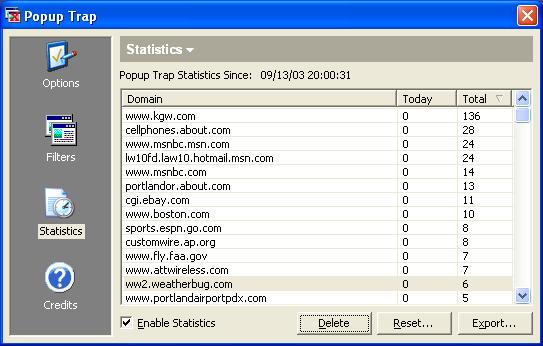 Popup Trap
Options
Filters
Statistics
Credits
Statistics
Popup Trap Statistics Since: 09/13/03 20:00:31
Domain Today Total
www.kgw.com 0 136
cellphones.about.com 0 28
www.msnbc.msn.com 0 24
lw10fd.law10.hotmail.msn.com 0 24
www.msnbc.com 0 14
portlandor.about.com 0 13
cgi.ebay.com 0 11
www.boston.com 0 10
sports.espn.go.com 0 8
customwire.ap.org 0 8
www.fly.faa.gov 0 7
www.attwireless.com 0 7
ww2.weatherbug.com 0 6
www.portlandairportpdx.com 0 5
Enable Statistics Delete Reset... Export...